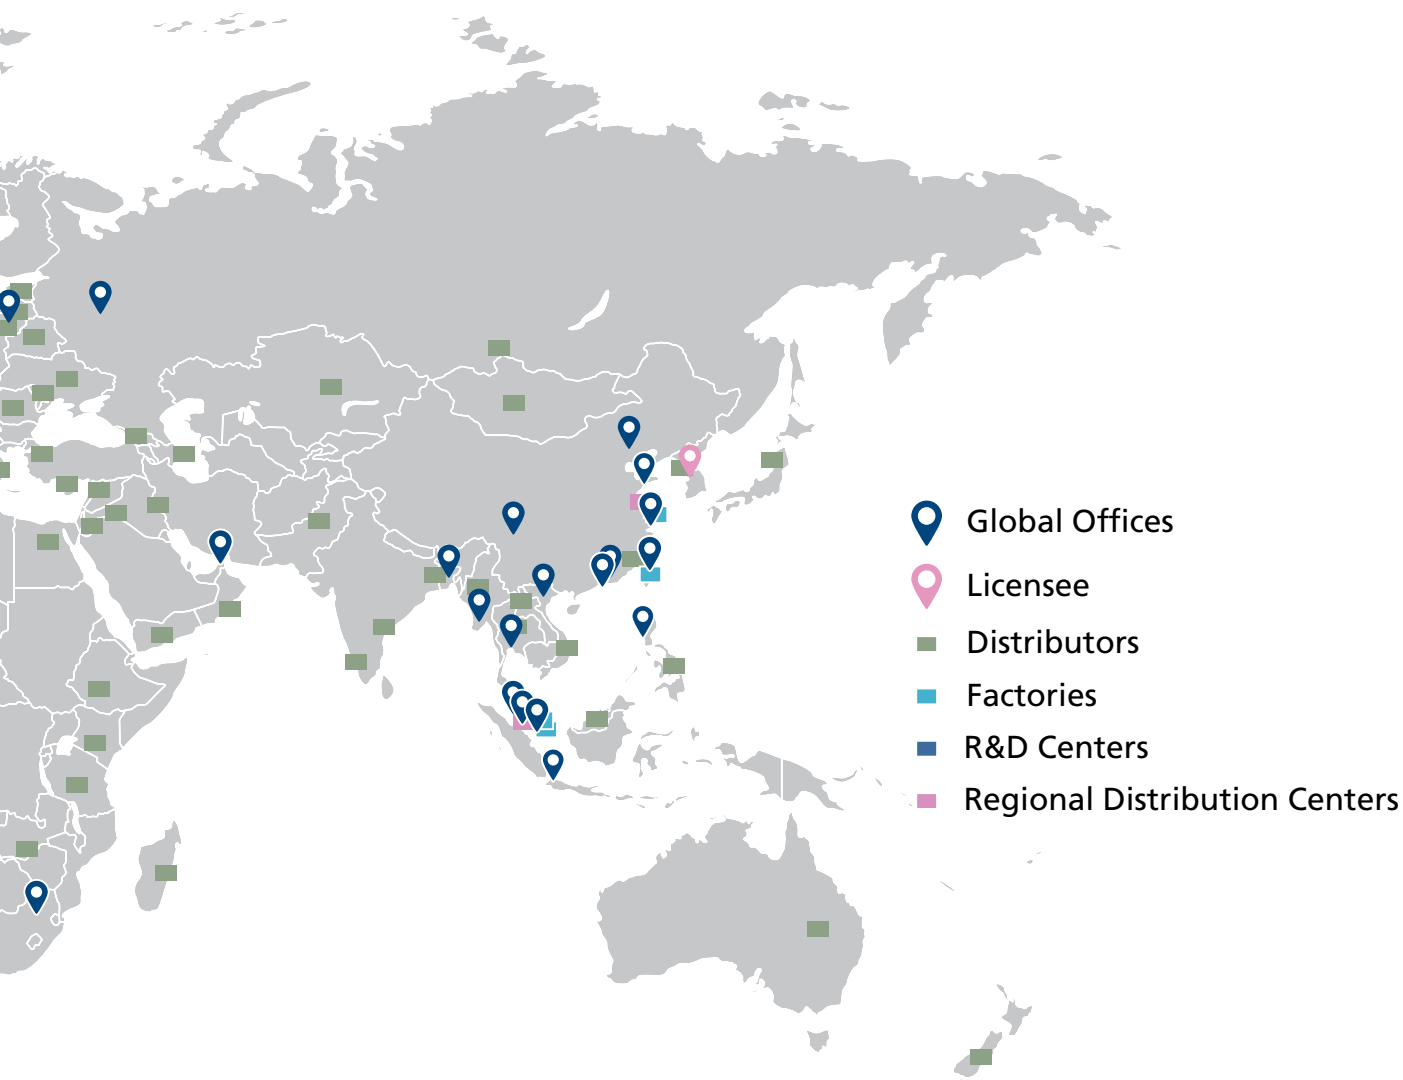 Global Offices
Licensee
Distributors
Factories
R&D Centers
Regional Distribution Centers